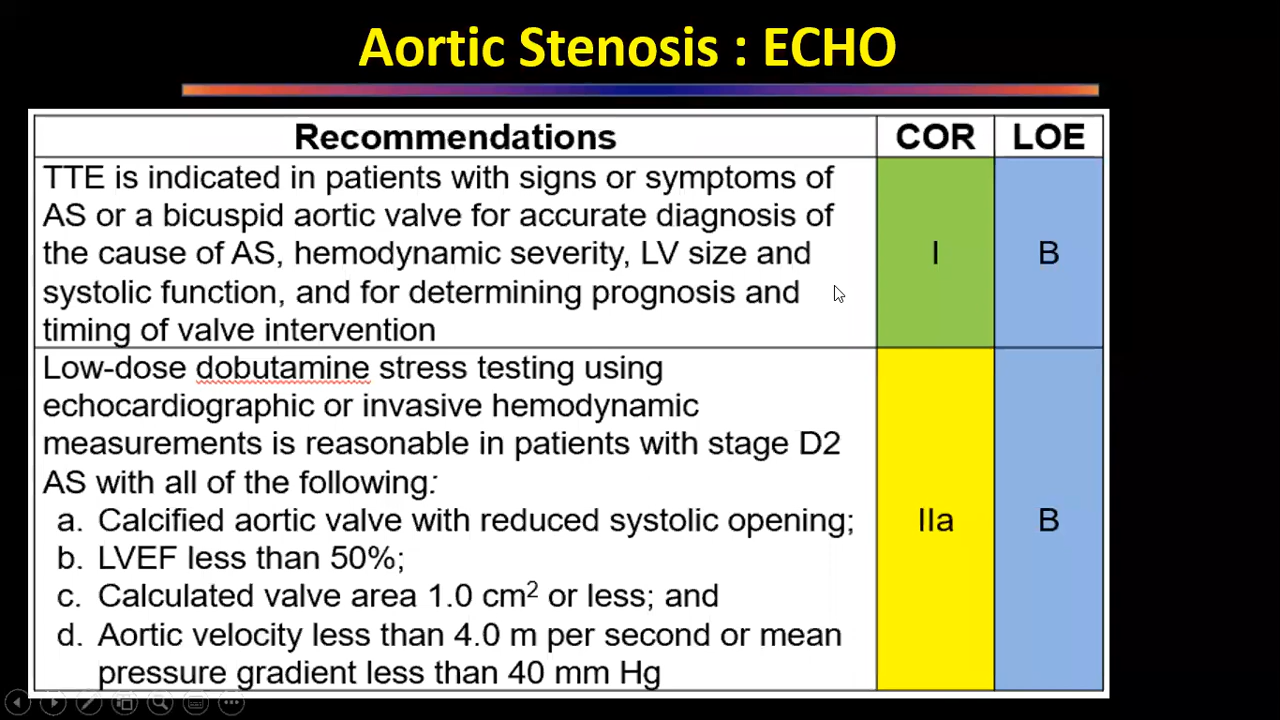 Aortic Stenosis : ECHO
Recommendations COR LOE
TTE is indicated in patients with signs or symptoms of
AS or a bicuspid aortic valve for accurate diagnosis of
the cause of AS, hemodynamic severity, LV size and
systolic function, and for determining prognosis and
timing of valve intervention
I B
Low-dose dobutamine stress testing using
echocardiographic or invasive hemodynamic
measurements is reasonable in patients with stage D2
AS with all of the following:
a. Calcified aortic valve with reduced systolic opening;
b. LVEF less than 50%;
c. Calculated valve area 1.0 cm² or less; and
d. Aortic velocity less than 4.0 m per second or mean
pressure gradient less than 40 mm Hg
IIa B